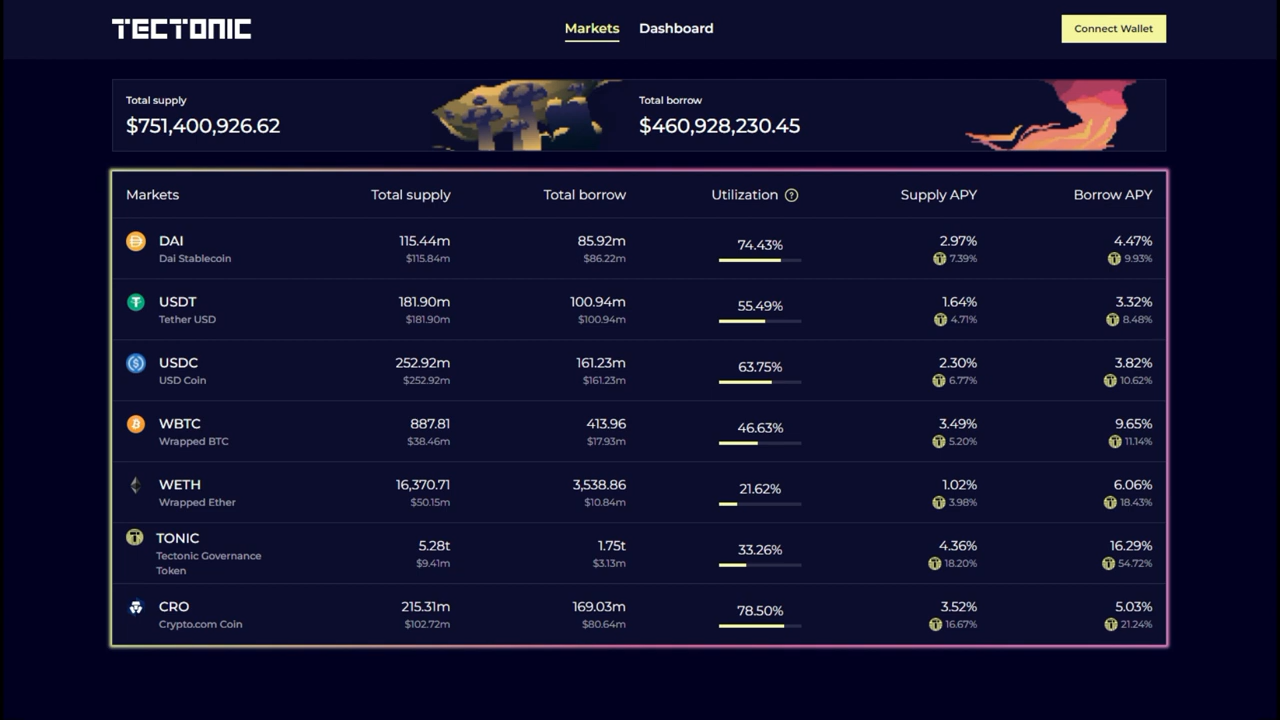 TECTONIC
Markets Dashboard
Connect Wallet
Total supply
$751,400,926.62
Total borrow
$460,928,230.45
Markets Total supply Total borrow Utilization ? Supply APY Borrow APY
DAI 115.44m 85.92m 74.43% 2.97% 4.47%
Dai Stablecoin $115.84m $86.22m 7.39% 9.93%
USDT 181.90m 100.94m 55.49% 1.64% 3.32%
Tether USD $181.90m $100.94m 4.71% 8.48%
USDC 252.92m 161.23m 63.75% 2.30% 3.82%
USD Coin $252.92m $161.23m 6.77% 10.62%
WBTC 887.81 413.96 46.63% 3.49% 9.65%
Wrapped BTC $38.46m $17.93m 5.20% 11.14%
WETH 16,370.71 3,538.86 21.62% 1.02% 6.06%
Wrapped Ether $50.15m $10.84m 3.98% 18.43%
TONIC 5.28t 1.75t 33.26% 4.36% 16.29%
Tectonic Governance $9.41m $3.13m 18.20% 54.72%
Token
CRO 215.31m 169.03m 78.50% 3.52% 5.03%
Crypto.com Coin $102.72m $80.64m 16.67% 21.24%